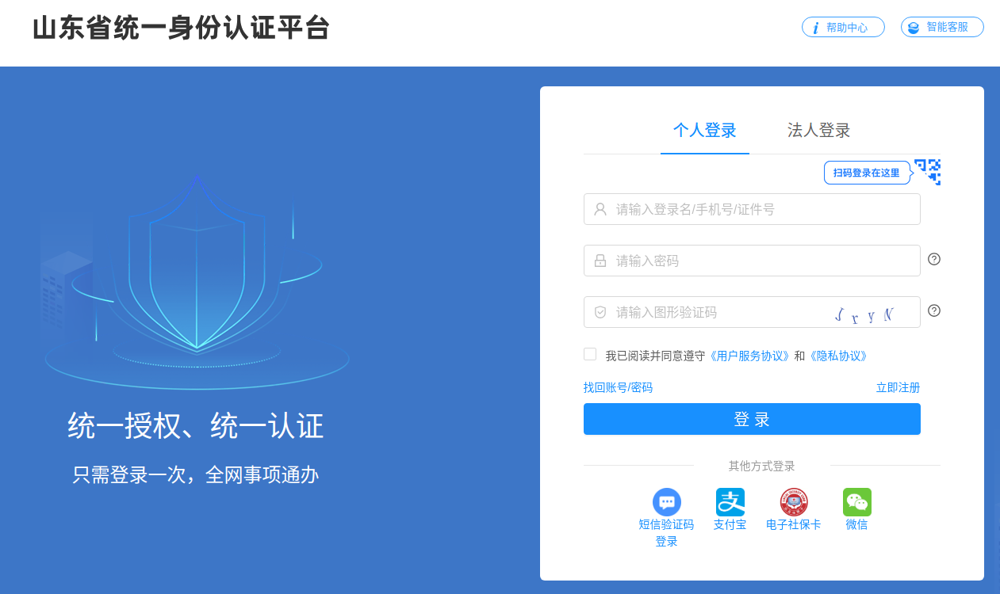 山东省统一身份认证平台
帮助中心
智能客服
个人登录
法人登录
扫码登录在这里
请输入登录名/手机号/证件号
请输入密码
请输入图形验证码
我已阅读并同意遵守《用户服务协议》和《隐私协议》
找回账号/密码
立即注册
登 录
其他方式登录
短信验证码
登录
支付宝
电子社保卡
微信
统一授权、统一认证
只需登录一次，全网事项通办